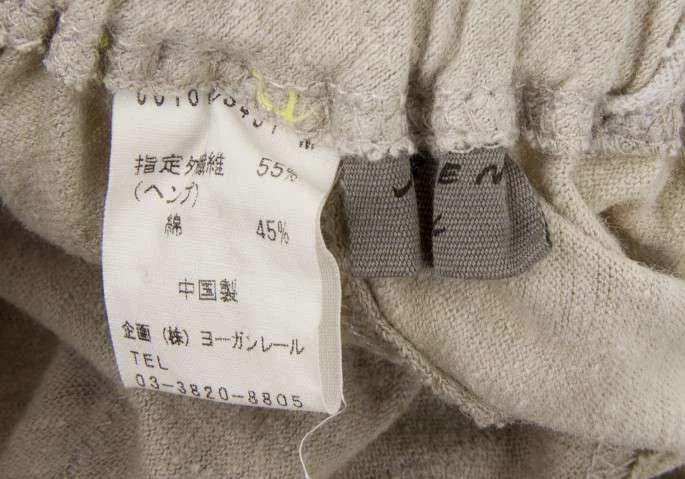 指定外繊維 55%
(ヘンプ)
綿 45%
中国製
企画 (株) ヨーガンレール
TEL
03-3820-8805